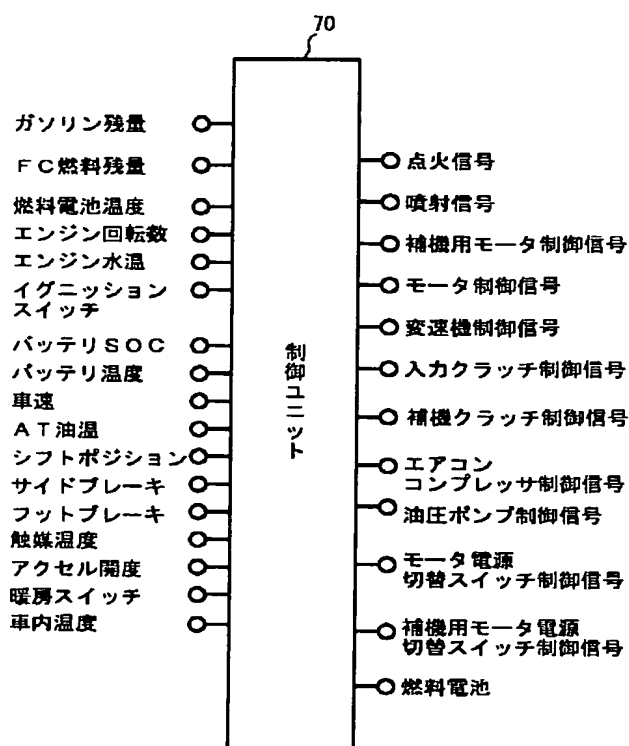 70
ガソリン残量
ＦＣ燃料残量
燃料電池温度
エンジン回転数
エンジン水温
イグニッション
スイッチ
バッテリＳＯＣ
バッテリ温度
車速
ＡＴ油温
シフトポジション
サイドブレーキ
フットブレーキ
触媒温度
アクセル開度
暖房スイッチ
車内温度
制御ユニット
点火信号
噴射信号
補機用モータ制御信号
モータ制御信号
変速機制御信号
入力クラッチ制御信号
補機クラッチ制御信号
エアコン
コンプレッサ制御信号
油圧ポンプ制御信号
モータ電源
切替スイッチ制御信号
補機用モータ電源
切替スイッチ制御信号
燃料電池